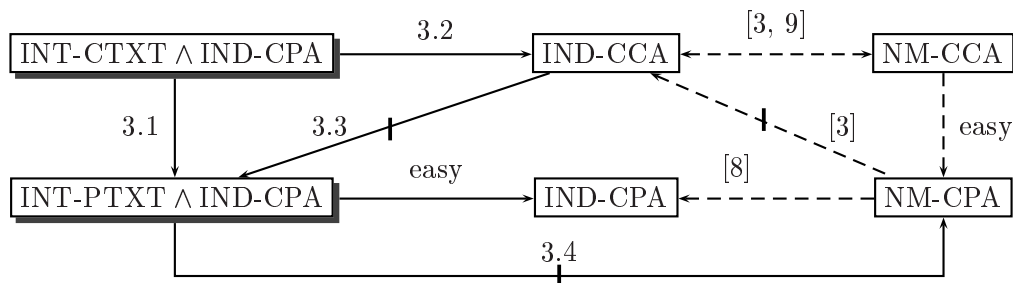 3.2 [3, 9]
INT-CTXT ∧ IND-CPA IND-CCA NM-CCA
3.1 3.3 [3] easy
easy [8]
INT-PTXT ∧ IND-CPA IND-CPA NM-CPA
3.4